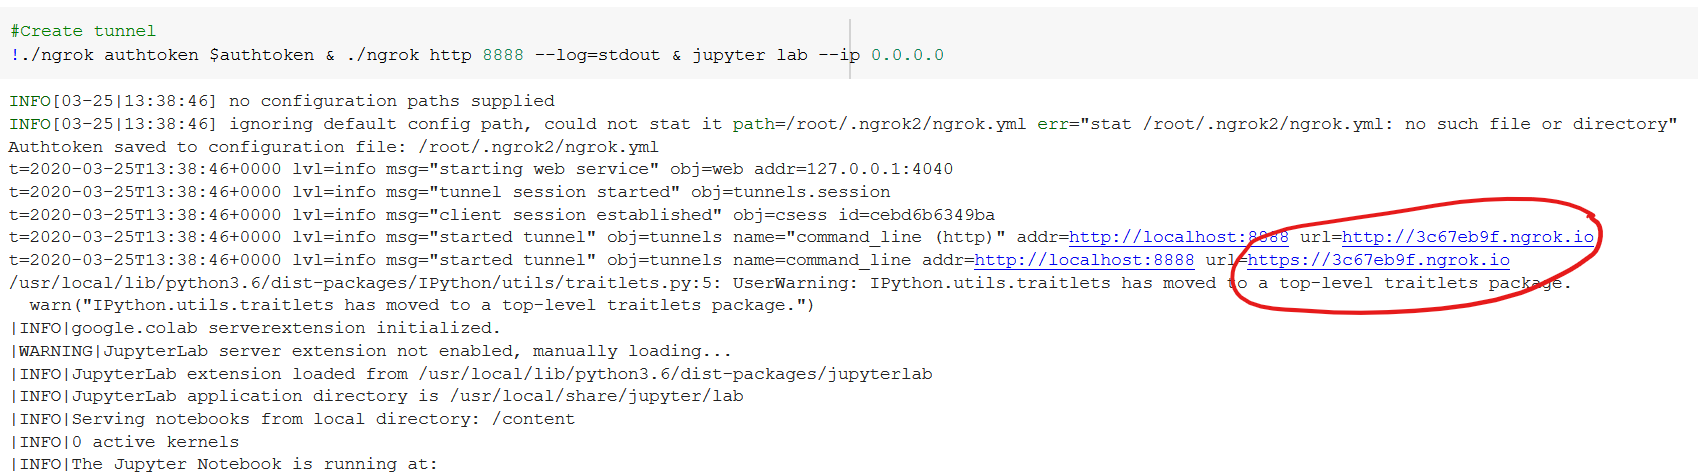 #Create tunnel
!./ngrok authtoken $authtoken & ./ngrok http 8888 --log=stdout & jupyter lab --ip 0.0.0.0
INFO[03-25|13:38:46] no configuration paths supplied
INFO[03-25|13:38:46] ignoring default config path, could not stat it path=/root/.ngrok2/ngrok.yml err="stat /root/.ngrok2/ngrok.yml: no such file or directory"
Authtoken saved to configuration file: /root/.ngrok2/ngrok.yml
t=2020-03-25T13:38:46+0000 lvl=info msg="starting web service" obj=web addr=127.0.0.1:4040
t=2020-03-25T13:38:46+0000 lvl=info msg="tunnel session started" obj=tunnels.session
t=2020-03-25T13:38:46+0000 lvl=info msg="client session established" obj=csess id=cebd6b6349ba
t=2020-03-25T13:38:46+0000 lvl=info msg="started tunnel" obj=tunnels name="command_line (http)" addr=http://localhost:8888 url=http://3c67eb9f.ngrok.io
t=2020-03-25T13:38:46+0000 lvl=info msg="started tunnel" obj=tunnels name=command_line addr=http://localhost:8888 url=https://3c67eb9f.ngrok.io
/usr/local/lib/python3.6/dist-packages/IPython/utils/traitlets.py:5: UserWarning: IPython.utils.traitlets has moved to a top-level traitlets package.
  warn("IPython.utils.traitlets has moved to a top-level traitlets package.")
|INFO|google.colab serverextension initialized.
|WARNING|JupyterLab server extension not enabled, manually loading...
|INFO|JupyterLab extension loaded from /usr/local/lib/python3.6/dist-packages/jupyterlab
|INFO|JupyterLab application directory is /usr/local/share/jupyter/lab
|INFO|Serving notebooks from local directory: /content
|INFO|0 active kernels
|INFO|The Jupyter Notebook is running at: